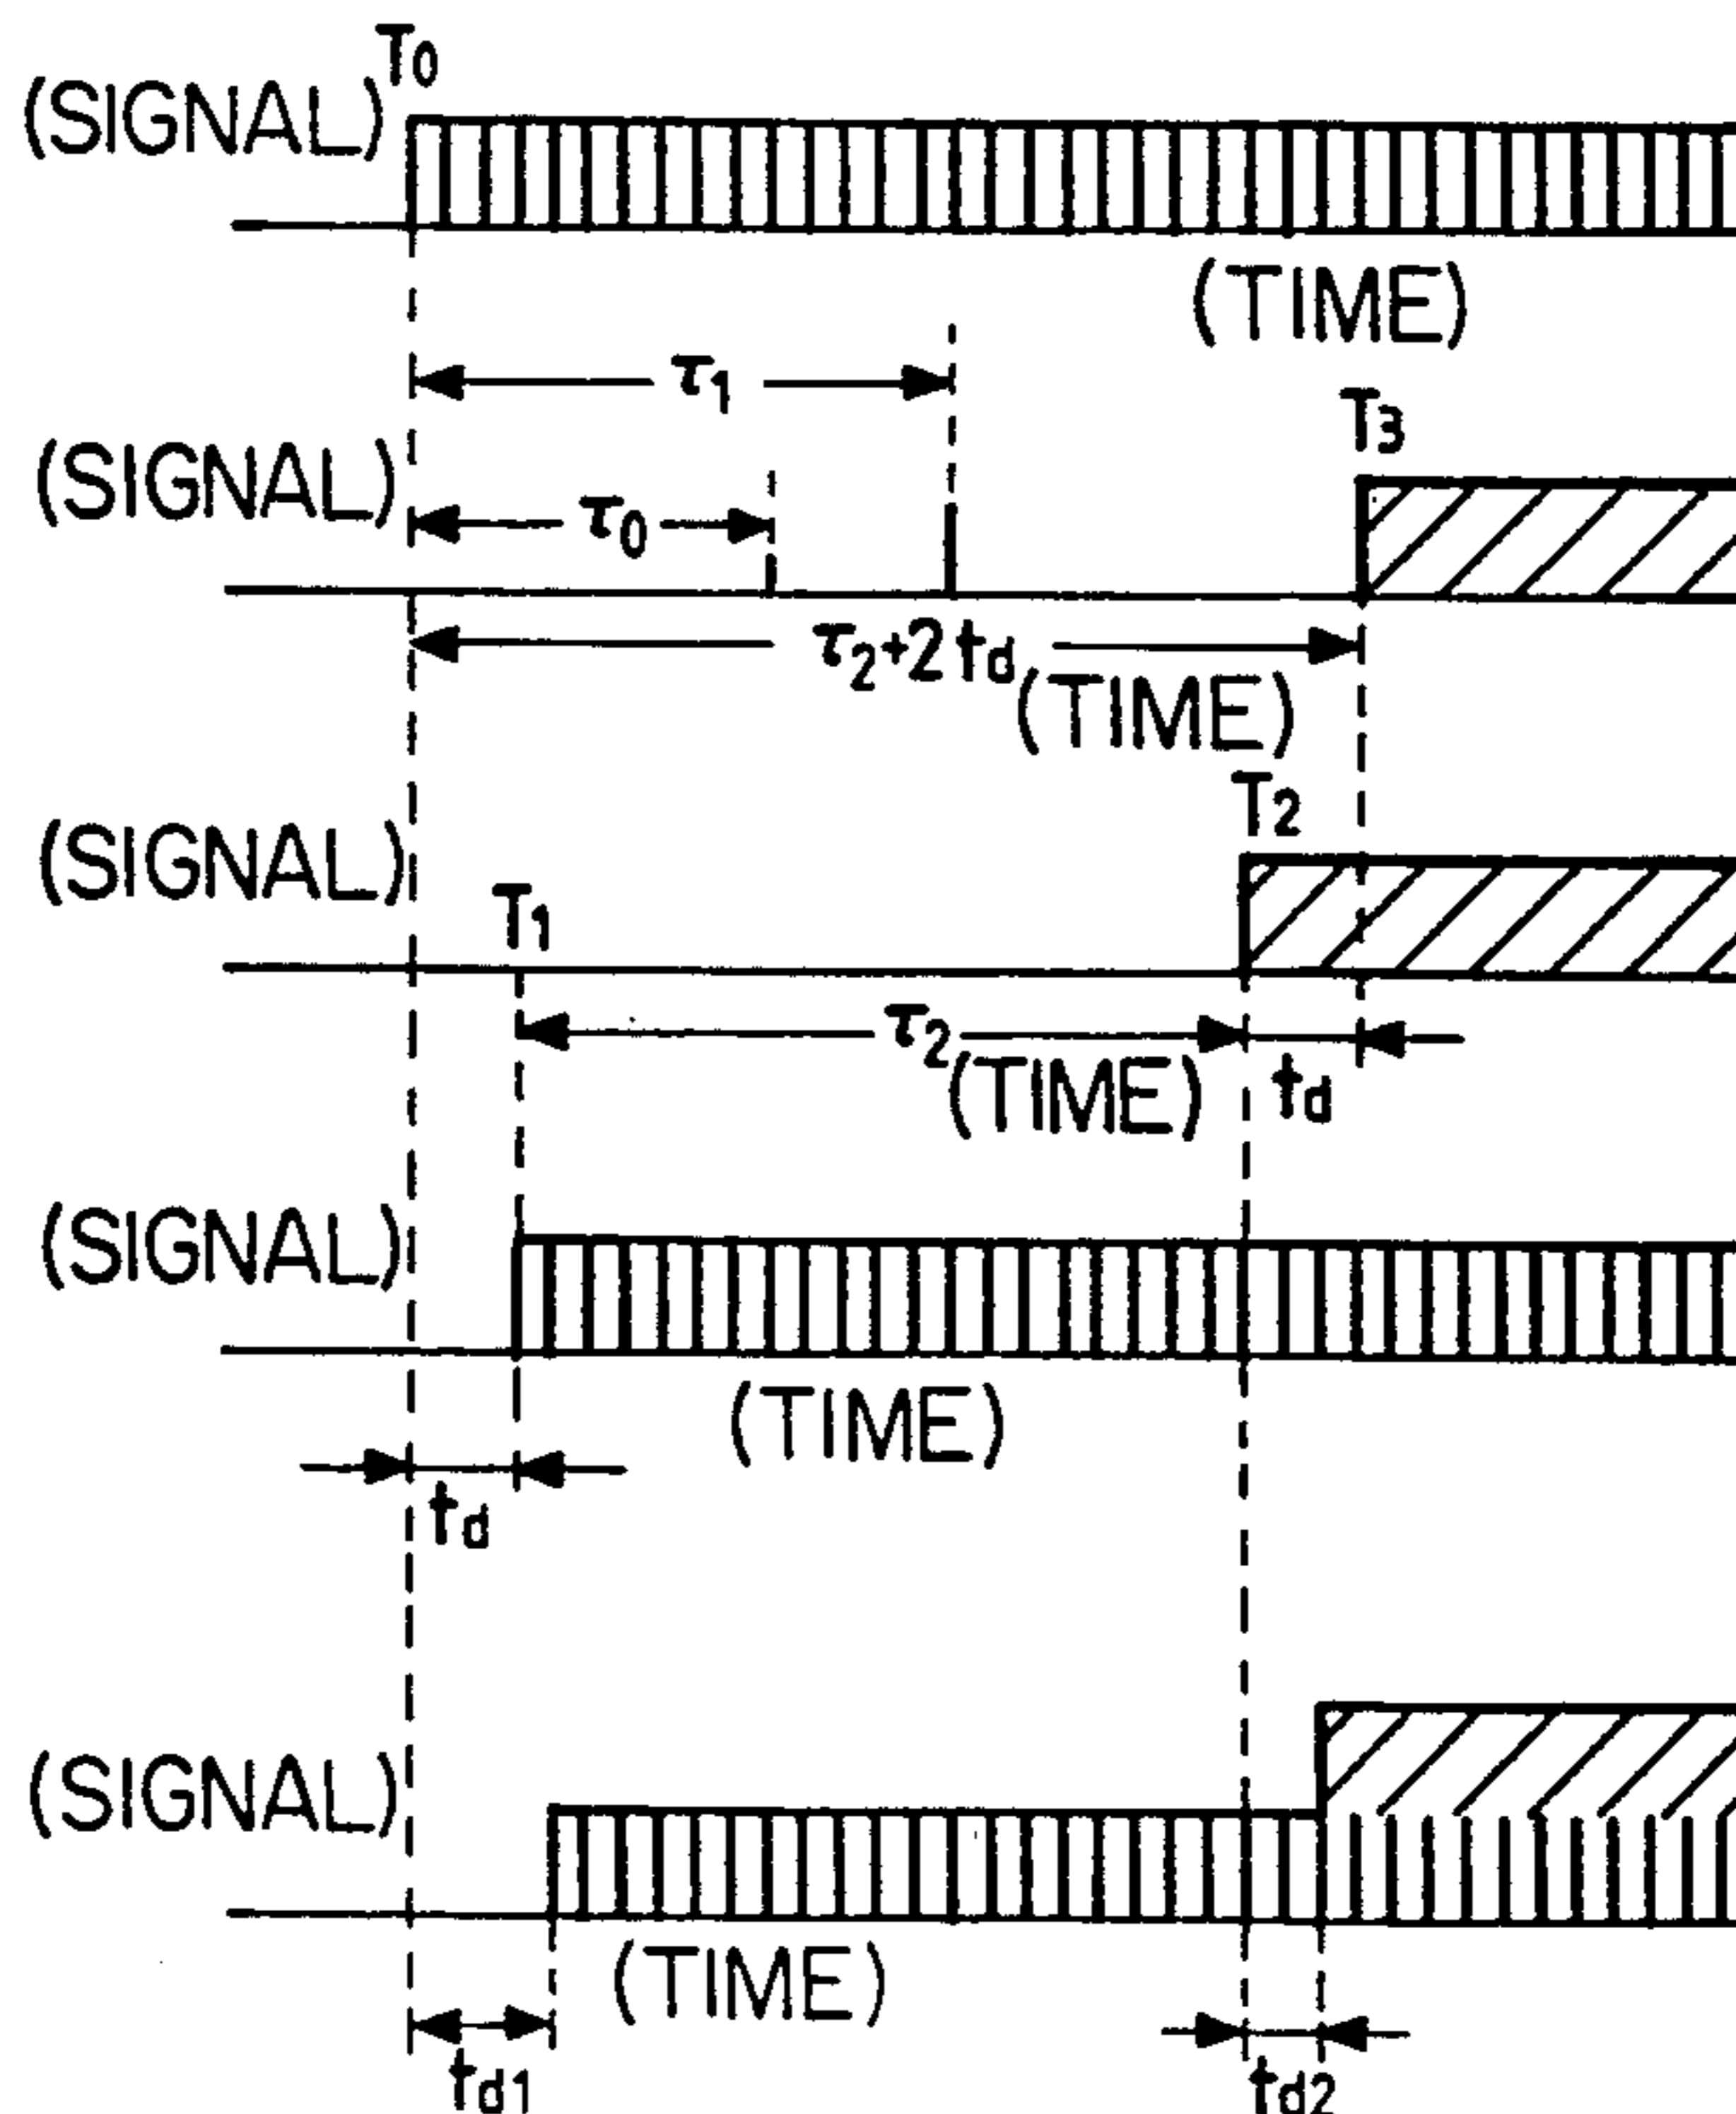 T0
(SIGNAL)
(TIME)
τ1
T3
(SIGNAL)
τ0
τ2+2td
(TIME)
T2
(SIGNAL)
T1
τ2
(TIME)
td
(SIGNAL)
(TIME)
td
(SIGNAL)
(TIME)
td1
td2